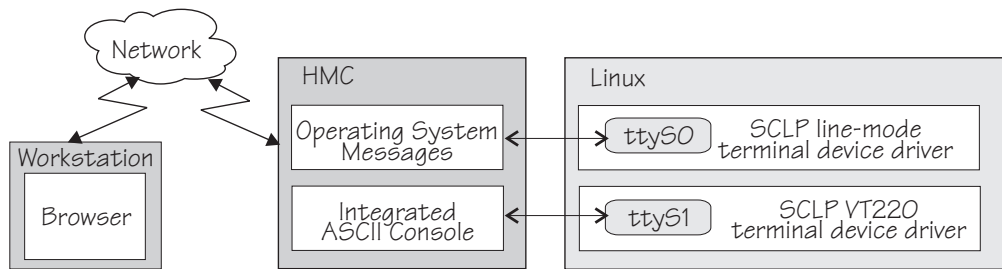 Network
HMC
Linux
Operating System
Messages
ttyS0
SCLP line-mode
terminal device driver
Workstation
Browser
Integrated
ASCII Console
ttyS1
SCLP VT220
terminal device driver